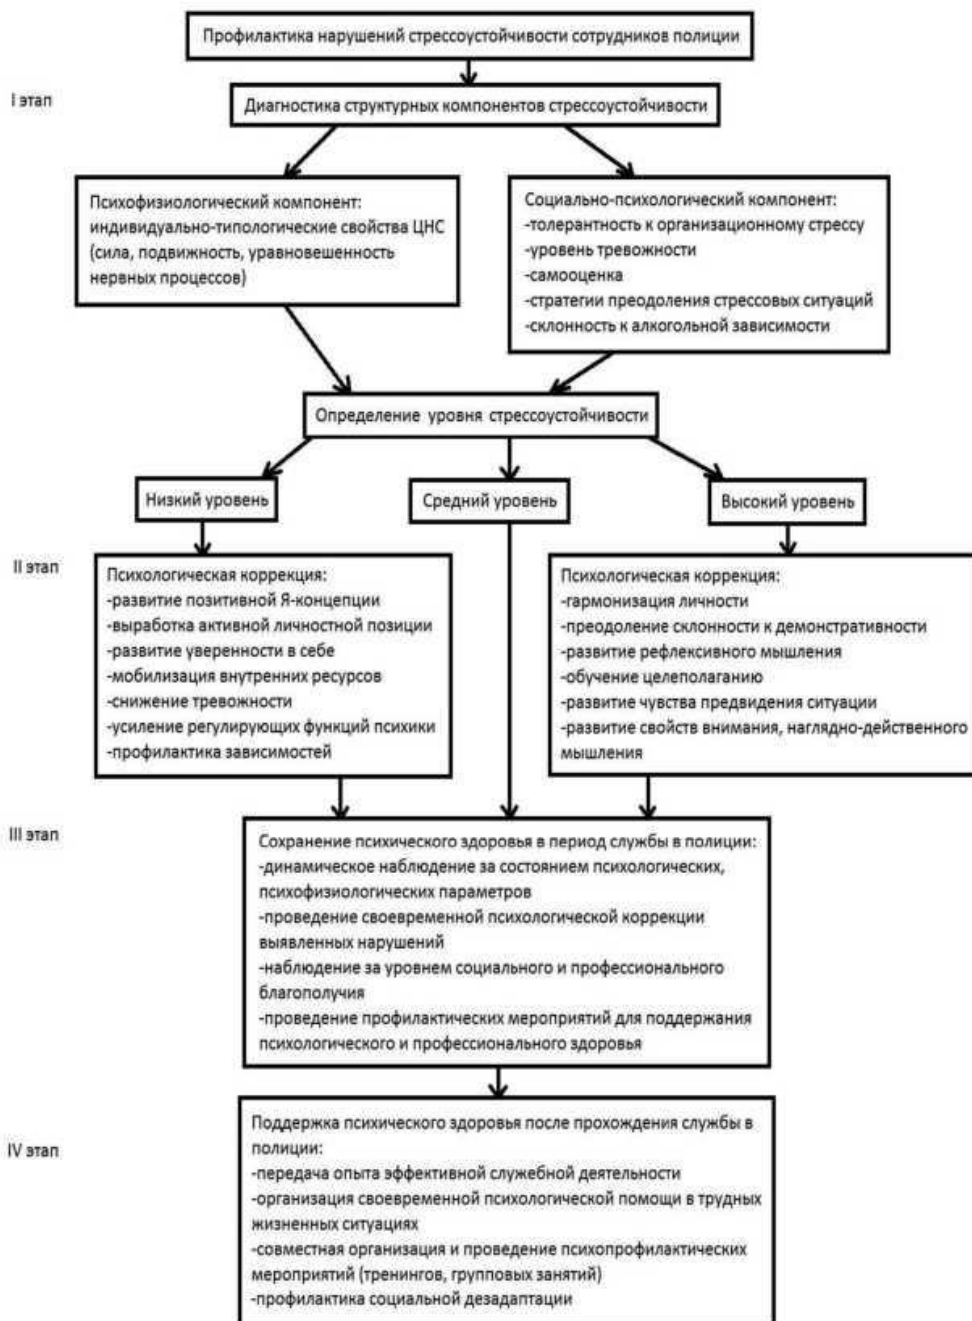 Профилактика нарушений стрессоустойчивости сотрудников полиции
I этап
Диагностика структурных компонентов стрессоустойчивости
Психофизиологический компонент:
индивидуально-типологические свойства ЦНС
(сила, подвижность, уравновешенность
нервных процессов)
Социально-психологический компонент:
-толерантность к организационному стрессу
-уровень тревожности
-самооценка
-стратегии преодоления стрессовых ситуаций
-склонность к алкогольной зависимости
Определение уровня стрессоустойчивости
Низкий уровень
Средний уровень
Высокий уровень
II этап
Психологическая коррекция:
-развитие позитивной Я-концепции
-выработка активной личностной позиции
-развитие уверенности в себе
-мобилизация внутренних ресурсов
-снижение тревожности
-усиление регулирующих функций психики
-профилактика зависимостей
Психологическая коррекция:
-гармонизация личности
-преодоление склонности к демонстративности
-развитие рефлексивного мышления
-обучение целеполаганию
-развитие чувства предвидения ситуации
-развитие свойств внимания, наглядно-действенного
мышления
III этап
Сохранение психического здоровья в период службы в полиции:
-динамическое наблюдение за состоянием психологических,
психофизиологических параметров
-проведение своевременной психологической коррекции
выявленных нарушений
-наблюдение за уровнем социального и профессионального
благополучия
-проведение профилактических мероприятий для поддержания
психологического и профессионального здоровья
IV этап
Поддержка психического здоровья после прохождения службы в
полиции:
-передача опыта эффективной служебной деятельности
-организация своевременной психологической помощи в трудных
жизненных ситуациях
-совместная организация и проведение психопрофилактических
мероприятий (тренингов, групповых занятий)
-профилактика социальной дезадаптации